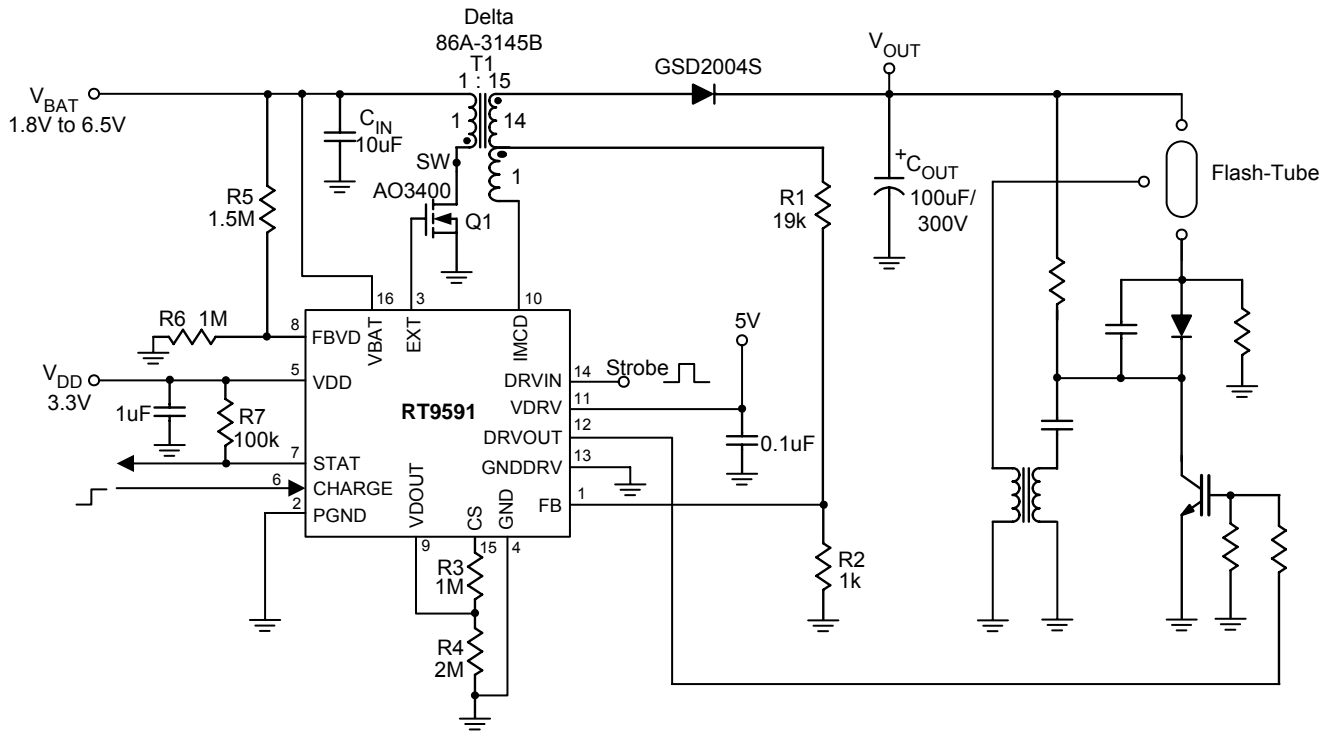 Delta
86A-3145B
T1
1 : 15
GSD2004S
VOUT
VBAT
1.8V to 6.5V
CIN
10uF
1
14
SW
1
AO3400
Q1
R5
1.5M
R1
19k
+COUT
100uF/
300V
Flash-Tube
16
3
10
R6 1M
8
FBVD
VBAT
EXT
IMCD
5V
VDD
3.3V
5
VDD
DRVIN
14
Strobe
RT9591
VDRV
11
1uF
R7
100k
DRVOUT
12
0.1uF
7
STAT
GNDDRV
13
6
CHARGE
2
PGND
VDOUT
CS
GND
FB
1
9
15
4
R3
1M
R2
1k
R4
2M